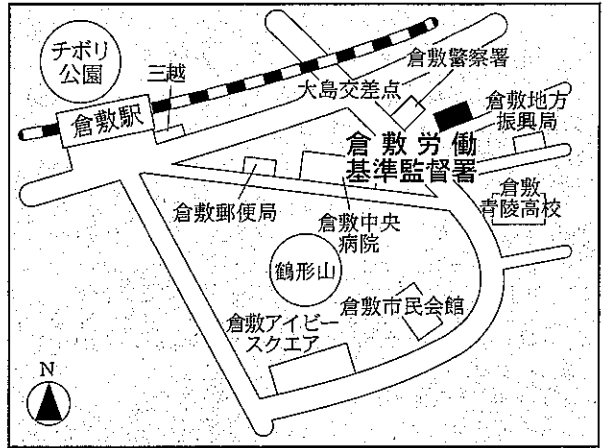 チボリ
公園
三越
倉敷駅
大島交差点
倉敷警察署
倉敷地方
振興局
倉敷労働
基準監督署
倉敷
青陵高校
倉敷郵便局
倉敷中央
病院
鶴形山
倉敷市民会館
倉敷アイビー
スクエア
N